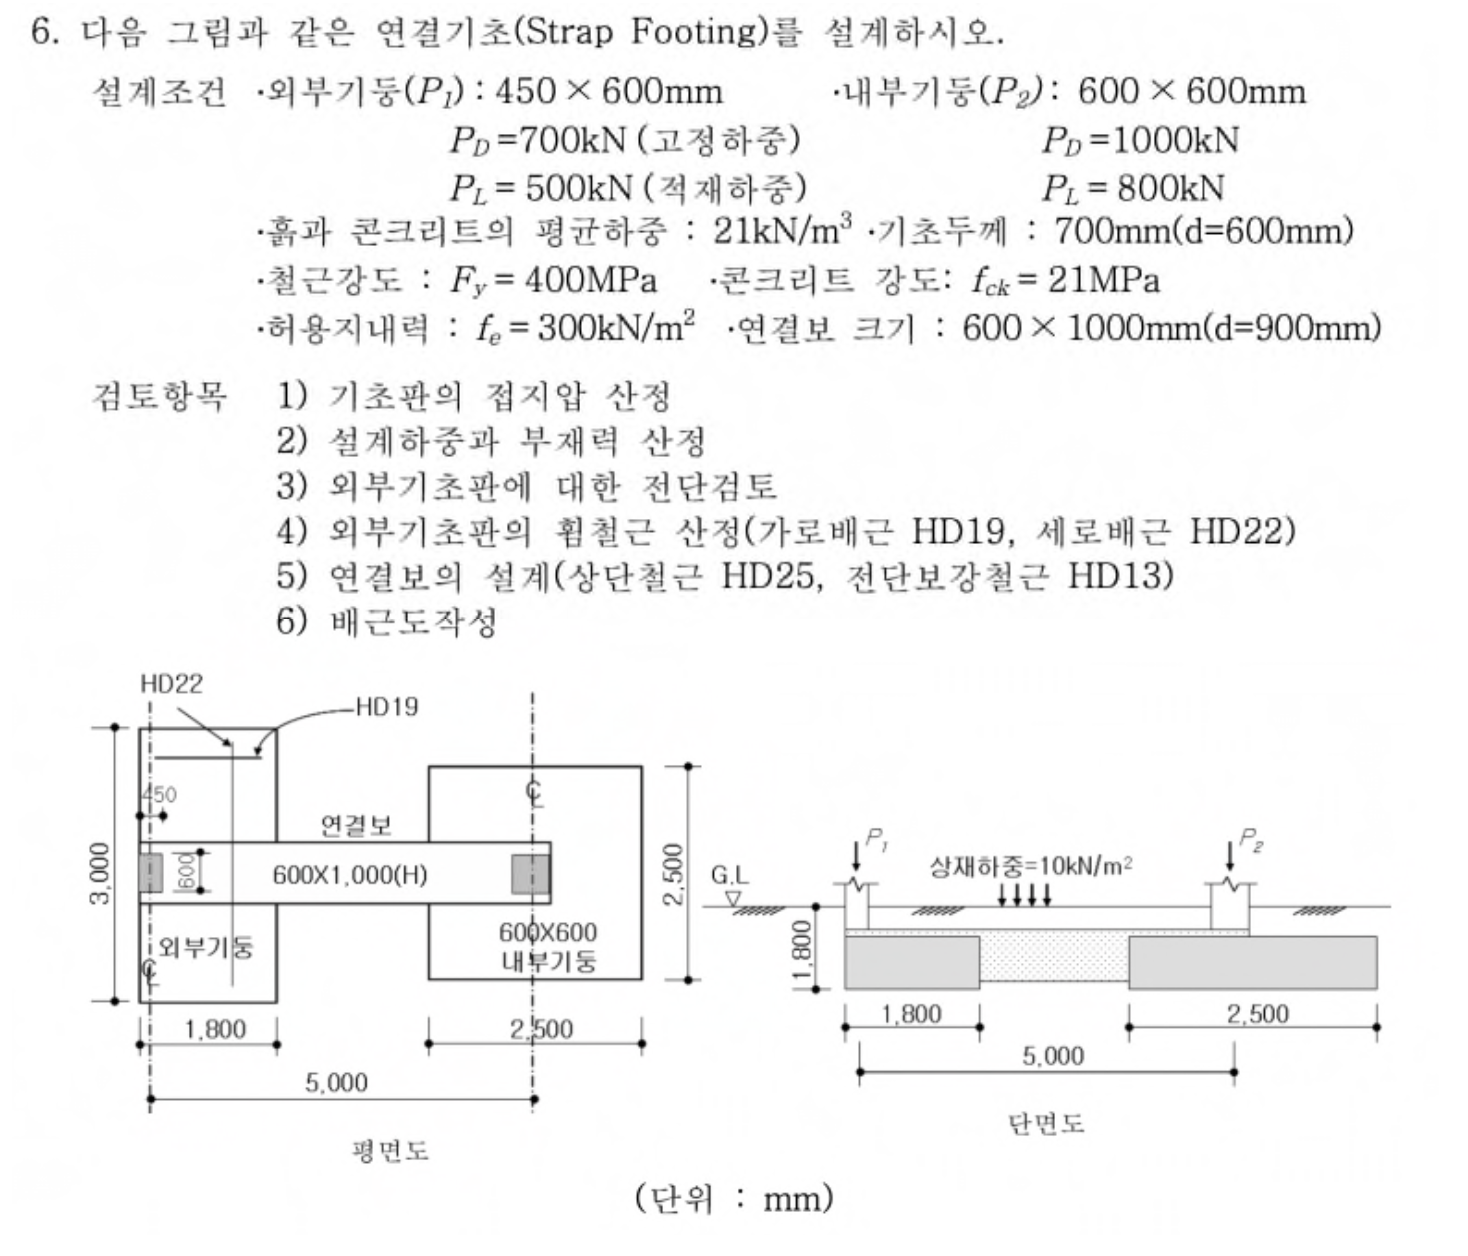 6. 다음 그림과 같은 연결기초(Strap Footing)를 설계하시오.
설계조건 ·외부기둥(P₁) : 450 × 600mm ·내부기둥(P₂) : 600 × 600mm
P_D =700kN (고정하중) P_D =1000kN
P_L = 500kN (적재하중) P_L = 800kN
·흙과 콘크리트의 평균하중 : 21kN/m³ ·기초두께 : 700mm(d=600mm)
·철근강도 : F_y = 400MPa ·콘크리트 강도: f_ck = 21MPa
·허용지내력 : f_e = 300kN/m² ·연결보 크기 : 600 × 1000mm(d=900mm)
검토항목 1) 기초판의 접지압 산정
2) 설계하중과 부재력 산정
3) 외부기초판에 대한 전단검토
4) 외부기초판의 휨철근 산정(가로배근 HD19, 세로배근 HD22)
5) 연결보의 설계(상단철근 HD25, 전단보강철근 HD13)
6) 배근도작성
HD22
HD19
450
연결보
600X1,000(H)
600
3,000
외부기둥
℄
℄
600X600
내부기둥
2,500
1,800
2,500
5,000
평면도
P₁
P₂
상재하중=10kN/m²
G.L
1,800
1,800
2,500
5,000
단면도
(단위 : mm)